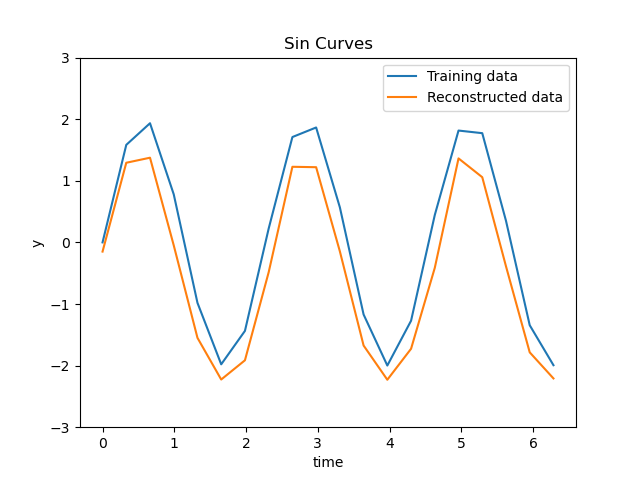 Sin Curves
Training data
Reconstructed data
3
2
1
0
−1
−2
−3
y
0 1 2 3 4 5 6
time